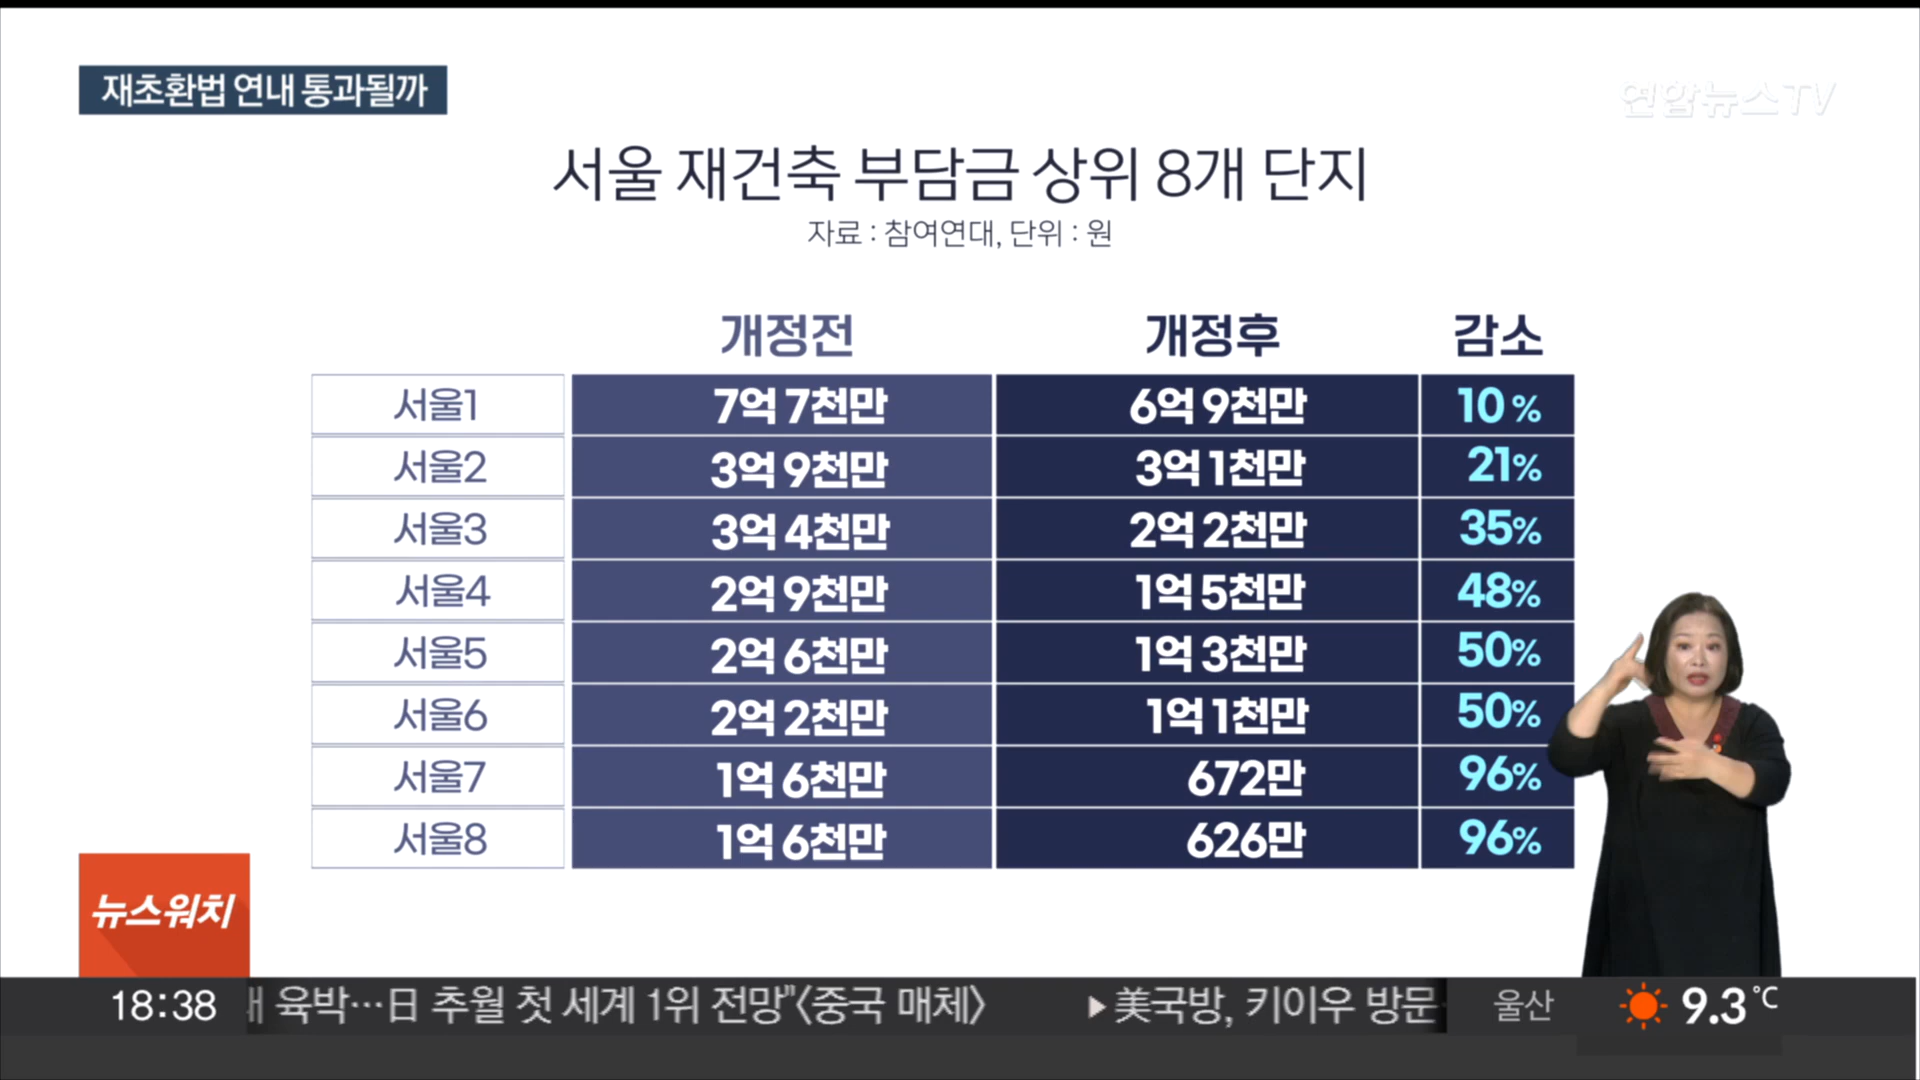 재초환법 연내 통과될까
연합뉴스TV
서울 재건축 부담금 상위 8개 단지
자료 : 참여연대, 단위 : 원
개정전 개정후 감소
서울1 7억 7천만 6억 9천만 10%
서울2 3억 9천만 3억 1천만 21%
서울3 3억 4천만 2억 2천만 35%
서울4 2억 9천만 1억 5천만 48%
서울5 2억 6천만 1억 3천만 50%
서울6 2억 2천만 1억 1천만 50%
서울7 1억 6천만 672만 96%
서울8 1억 6천만 626만 96%
뉴스워치
18:38 육박…日 추월 첫 세계 1위 전망"〈중국 매체〉 ▶美국방, 키이우 방문 울산 9.3℃